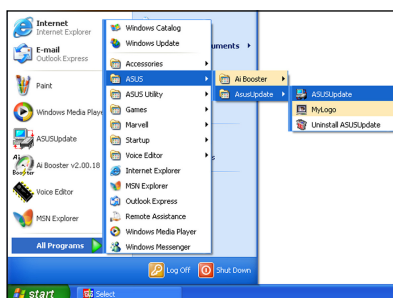 Internet
Internet Explorer
E-mail
Outlook Express
Paint
Windows Media Play
ASUSUpdate
Ai Booster v2.00.18
Voice Editor
MSN Explorer
All Programs
Windows Catalog
Windows Update
Accessories
ASUS
ASUS Utility
Games
Marvell
Startup
Voice Editor
Internet Explorer
MSN Explorer
Outlook Express
Remote Assistance
Windows Media Player
Windows Messenger
uments
s
Ai Booster
AsusUpdate
ASUSUpdate
MyLogo
Uninstall ASUSUpdate
Log Off
Shut Down
start
Select